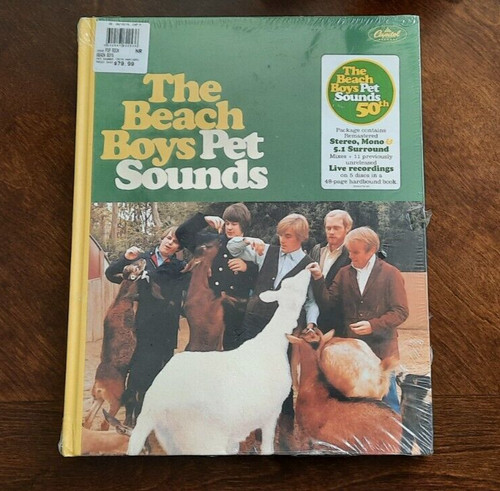 $79.99
Capitol
The
Beach
Boys Pet
Sounds
The
Beach
Boys Pet
Sounds
50th
Package contains
Remastered
Stereo, Mono &
5.1 Surround
Mixes + 11 previously
unreleased
Live recordings
on 5 discs in a
48-page hardbound book.